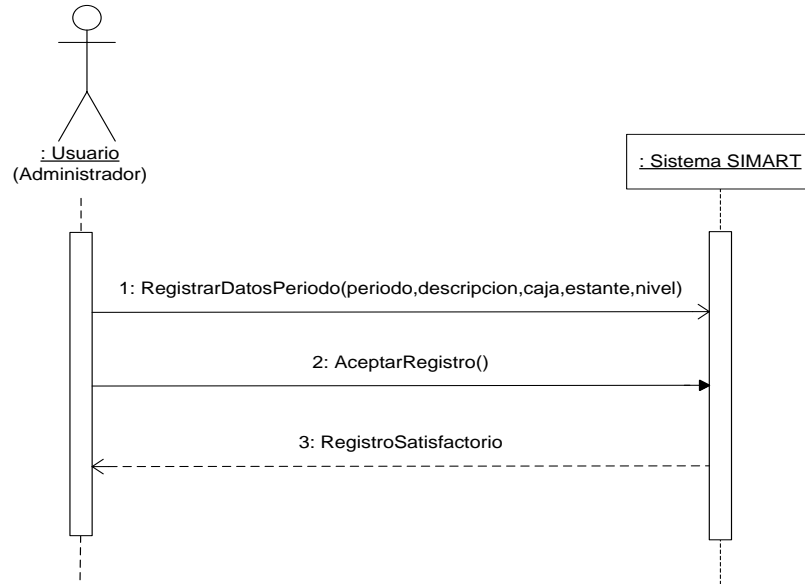 : Usuario
(Administrador)
: Sistema SIMART
1: RegistrarDatosPeriodo(periodo,descripcion,caja,estante,nivel)
2: AceptarRegistro()
3: RegistroSatisfactorio